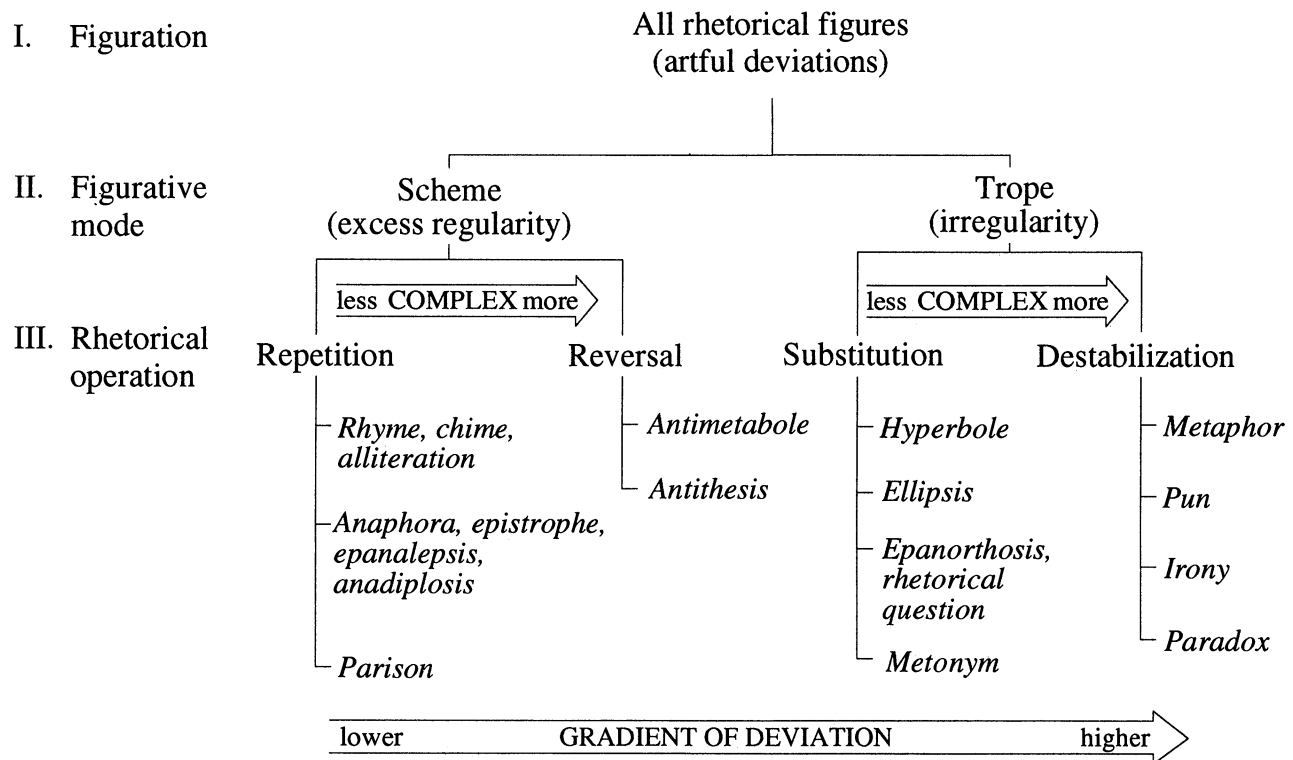 I. Figuration
All rhetorical figures
(artful deviations)
II. Figurative
mode
Scheme
(excess regularity)
Trope
(irregularity)
less COMPLEX more
less COMPLEX more
III. Rhetorical
operation
Repetition
Reversal
Substitution
Destabilization
Rhyme, chime,
alliteration
Anaphora, epistrophe,
epanalepsis,
anadiplosis
Parison
Antimetabole
Antithesis
Hyperbole
Ellipsis
Epanorthosis,
rhetorical
question
Metonym
Metaphor
Pun
Irony
Paradox
lower GRADIENT OF DEVIATION higher